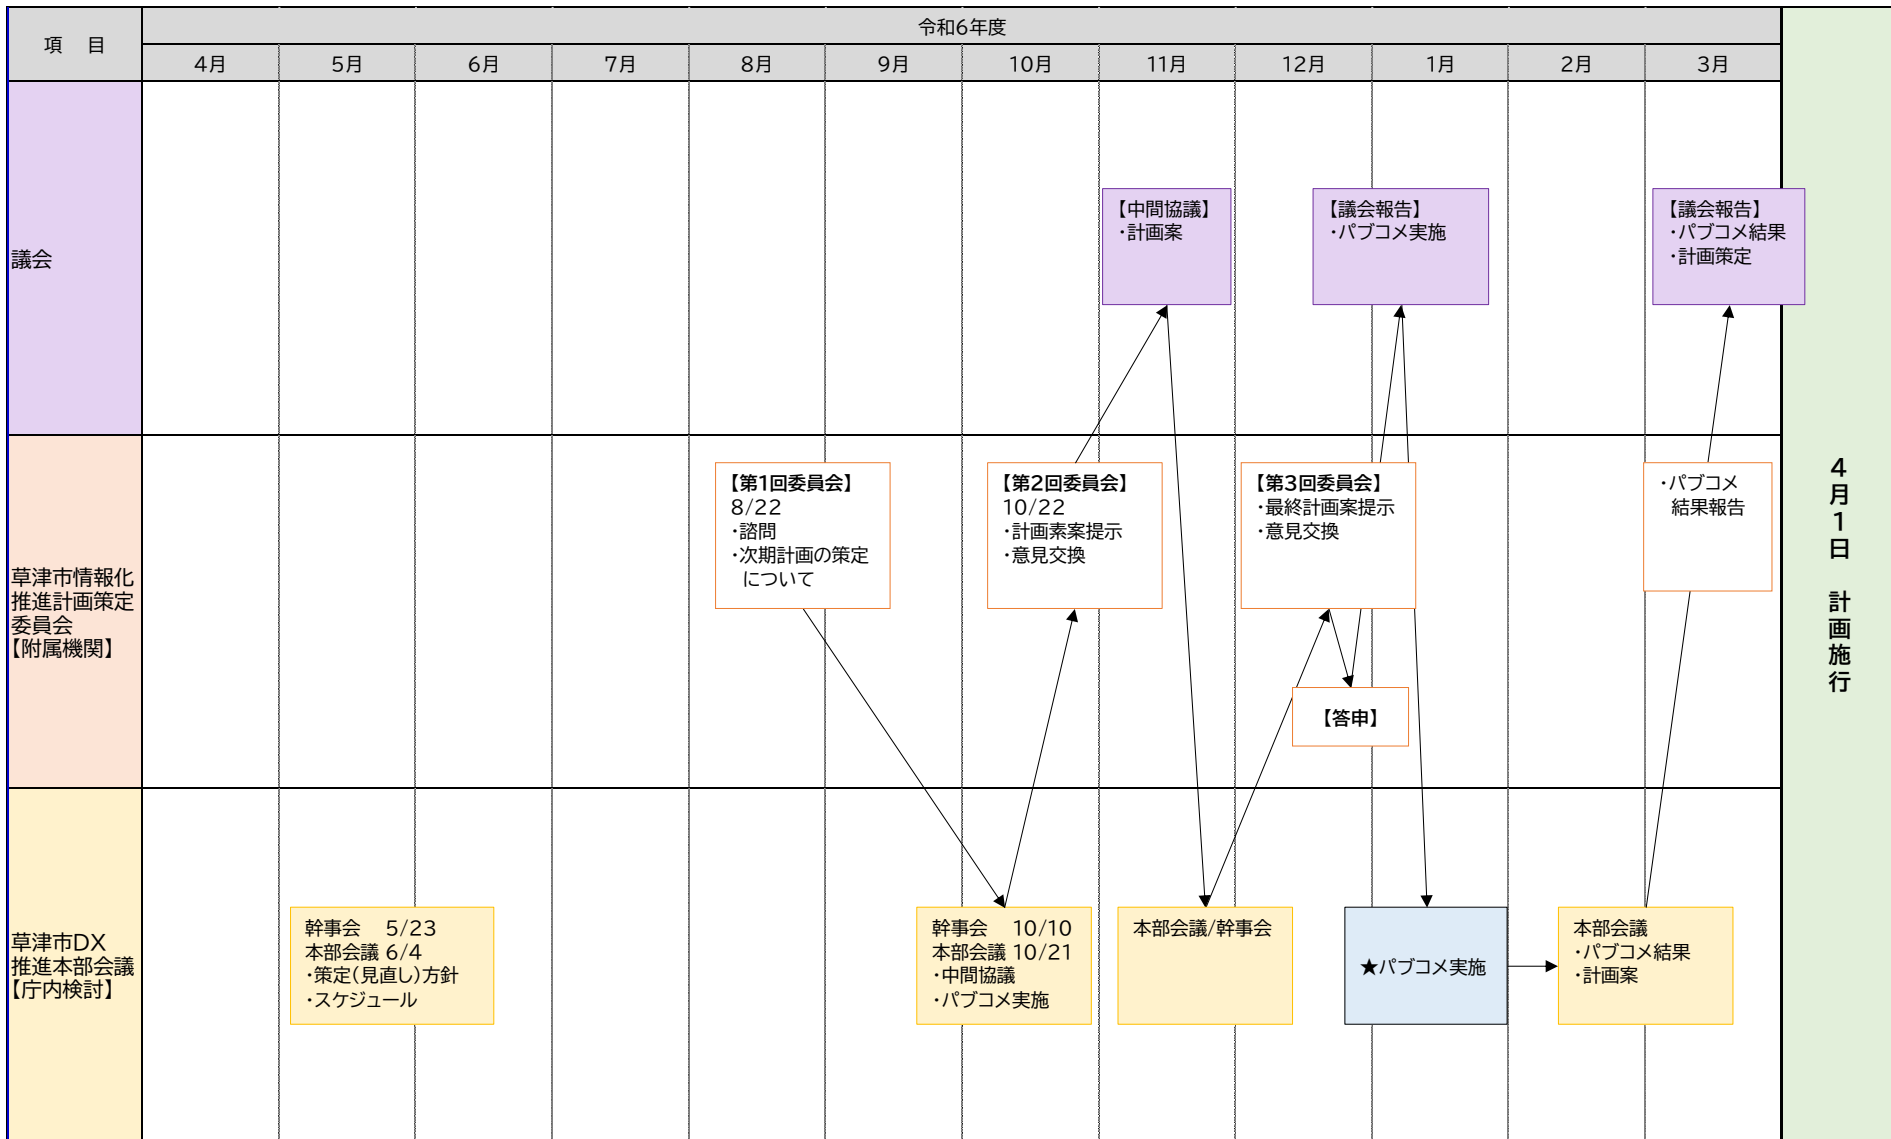 項　目
令和6年度
4月
5月
6月
7月
8月
9月
10月
11月
12月
1月
2月
3月
議会
【中間協議】
・計画案
【議会報告】
・パブコメ実施
【議会報告】
・パブコメ結果
・計画策定
草津市情報化
推進計画策定
委員会
【附属機関】
【第1回委員会】
8/22
・諮問
・次期計画の策定
について
【第2回委員会】
10/22
・計画素案提示
・意見交換
【第3回委員会】
・最終計画案提示
・意見交換
・パブコメ
結果報告
【答申】
草津市DX
推進本部会議
【庁内検討】
幹事会　5/23
本部会議 6/4
・策定(見直し)方針
・スケジュール
幹事会　10/10
本部会議 10/21
・中間協議
・パブコメ実施
本部会議/幹事会
★パブコメ実施
本部会議
・パブコメ結果
・計画案
4月1日　計画施行